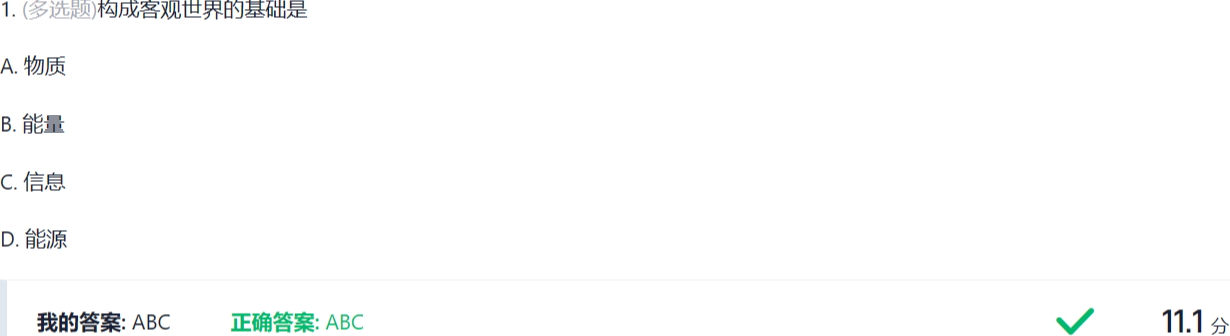 1. (多选题)构成客观世界的基础是
A. 物质
B. 能量
C. 信息
D. 能源
我的答案: ABC 正确答案: ABC 11.1 分